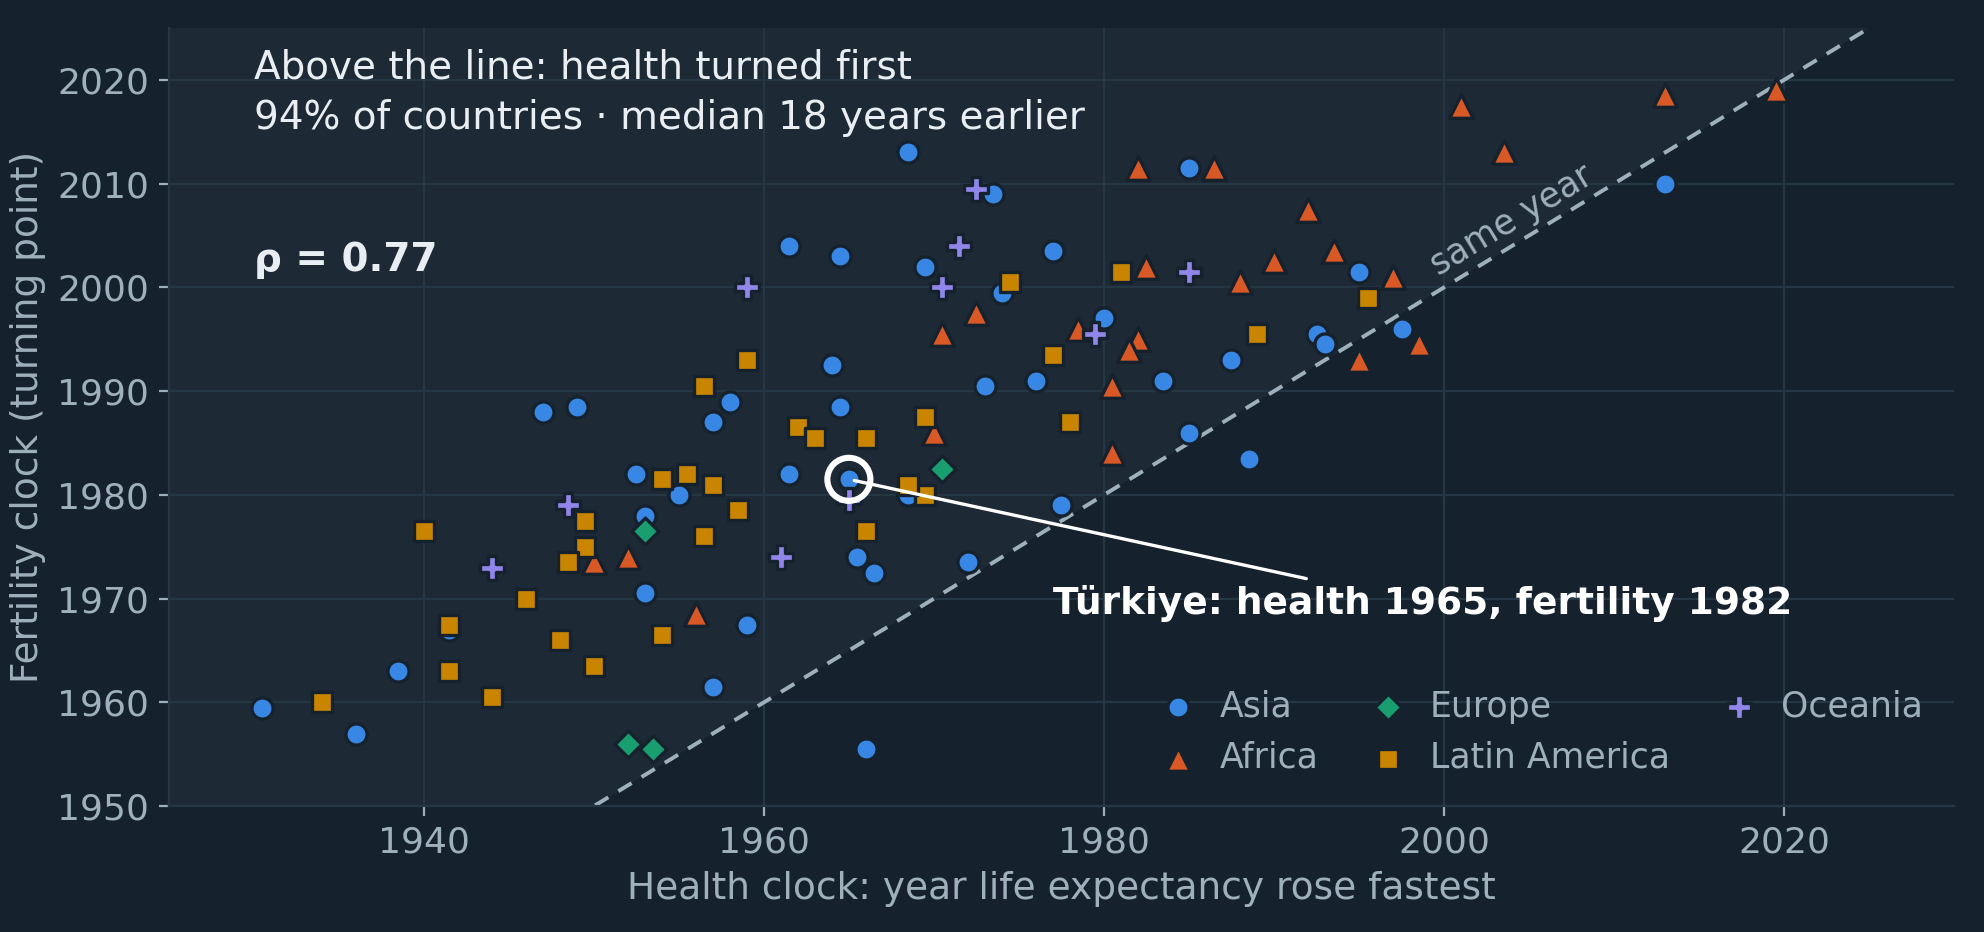 Above the line: health turned first
94% of countries · median 18 years earlier
ρ = 0.77
same year
Türkiye: health 1965, fertility 1982
Asia
Africa
Europe
Latin America
Oceania
Fertility clock (turning point)
2020
2010
2000
1990
1980
1970
1960
1950
1940
1960
1980
2000
2020
Health clock: year life expectancy rose fastest